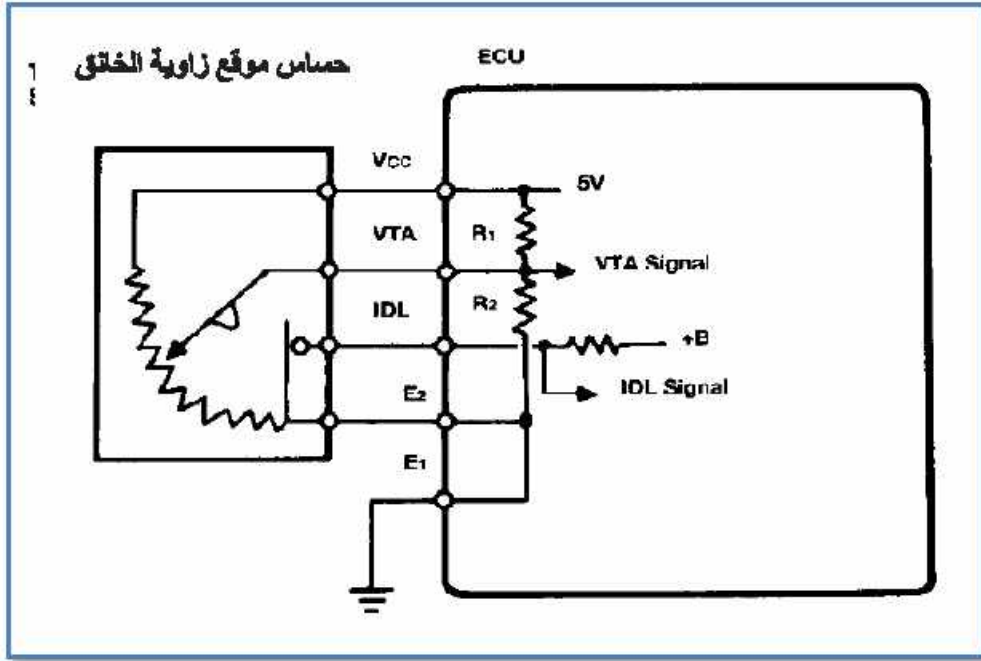 حساس موقع زاوية الخانق
ECU
Vcc
5V
VTA
R1
VTA Signal
IDL
R2
+B
IDL Signal
E2
E1